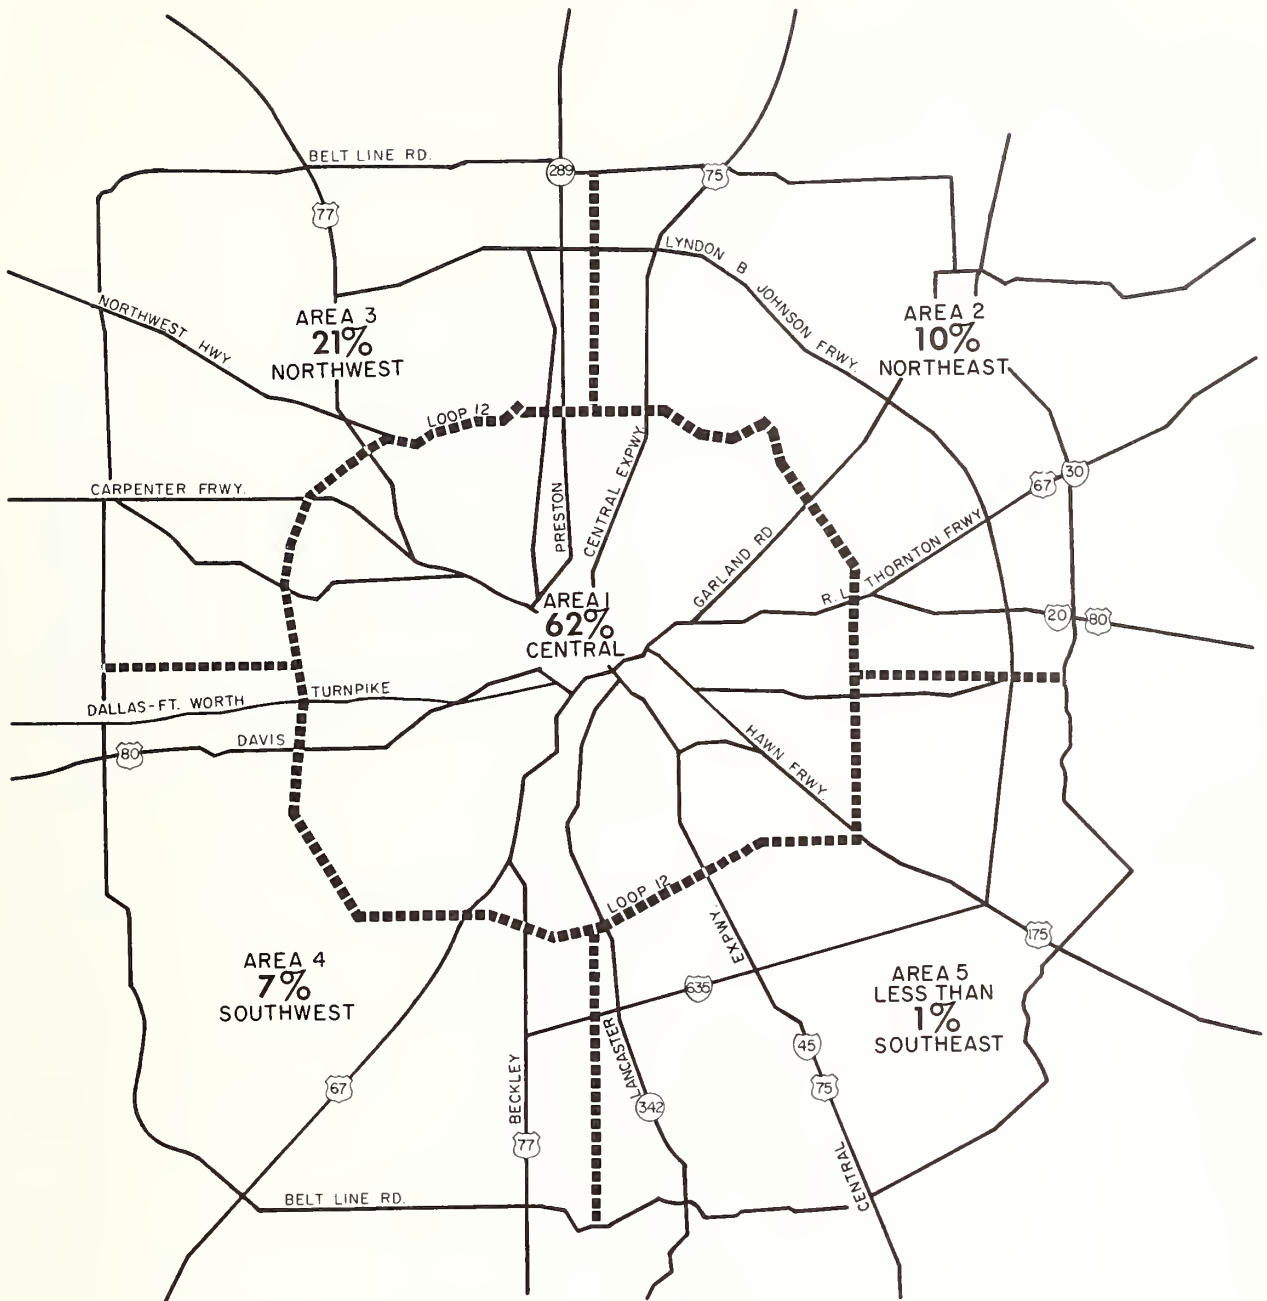 BELT LINE RD.
289
75
77
LYNDON B JOHNSON FRWY.
NORTHWEST HWY
AREA 3
21%
NORTHWEST
AREA 2
10%
NORTHEAST
LOOP 12
CARPENTER FRWY.
PRESTON
CENTRAL EXPWY.
GARLAND RD
67
30
R.L. THORNTON FRWY
AREA 1
62%
CENTRAL
20
80
DALLAS-FT. WORTH TURNPIKE
80
DAVIS
HAWN FRWY.
LOOP 12
EXPWY.
175
AREA 4
7%
SOUTHWEST
AREA 5
LESS THAN
1%
SOUTHEAST
635
LANCASTER
45
67
BECKLEY
75
342
77
CENTRAL
BELT LINE RD.